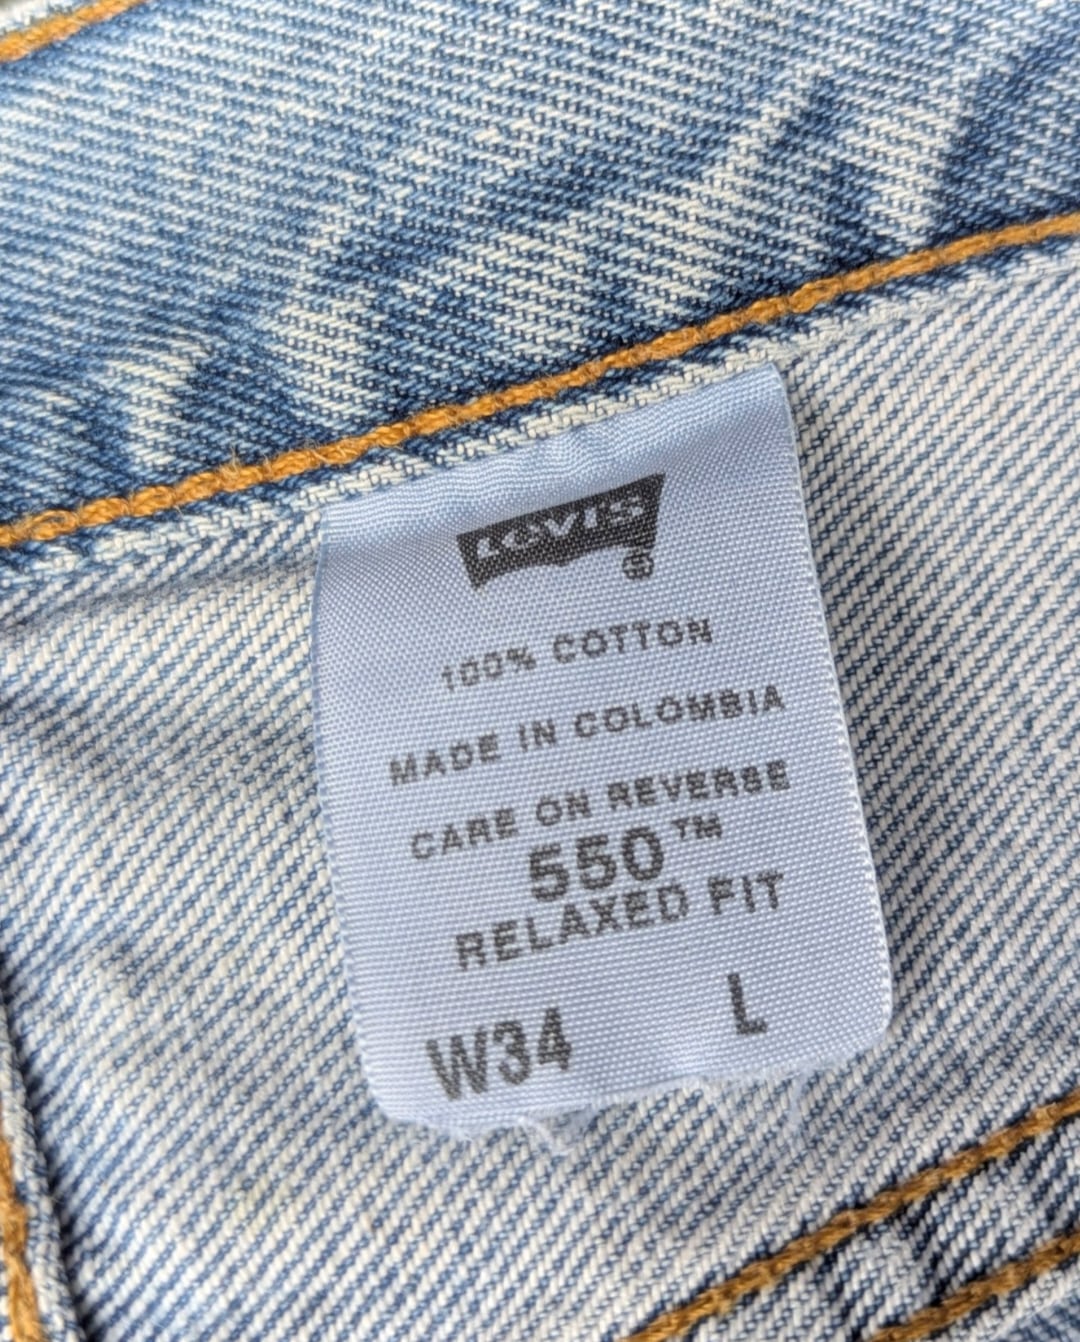 Levi's ®
100% COTTON
MADE IN COLOMBIA
CARE ON REVERSE
550™
RELAXED FIT
W34 L